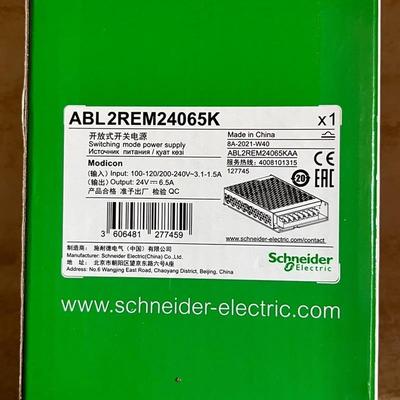 ABL2REM24065K x1
开放式开关电源
Switching mode power supply
Источник питания / қуат көзі
Modicon
(输入) Input: 100-120/200-240V~3.1-1.5A
(输出) Output: 24V⎓ 6.5A
产品合格 准予出厂 检验 QC
Made in China
8A-2021-W40
ABL2REM24065KAA
服务热线: 4008101315
127745
20
EAC
3 606481 277459
www.schneider-electric.com/contact
制造商: 施耐德电气 (中国) 有限公司
Manufacturer: Schneider Electric(China) Co., Ltd.
地 址: 北京市朝阳区望京东路六号A座
Address: No.6 Wangjing East Road, Chaoyang District, Beijing, China
Schneider
Electric
www.schneider-electric.com